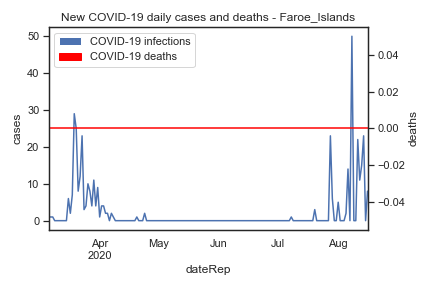 New COVID-19 daily cases and deaths - Faroe_Islands
COVID-19 infections
COVID-19 deaths
50
40
30
20
10
0
cases
0.04
0.02
0.00
−0.02
−0.04
deaths
Apr
2020
May
Jun
Jul
Aug
dateRep